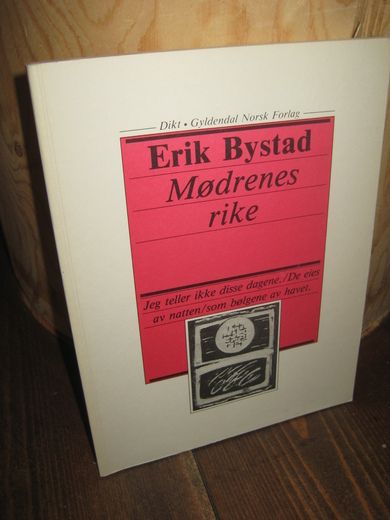 Dikt • Gyldendal Norsk Forlag
Erik Bystad
Mødrenes
rike
Jeg teller ikke disse dagene./De eies
av natten/som bølgene av havet.